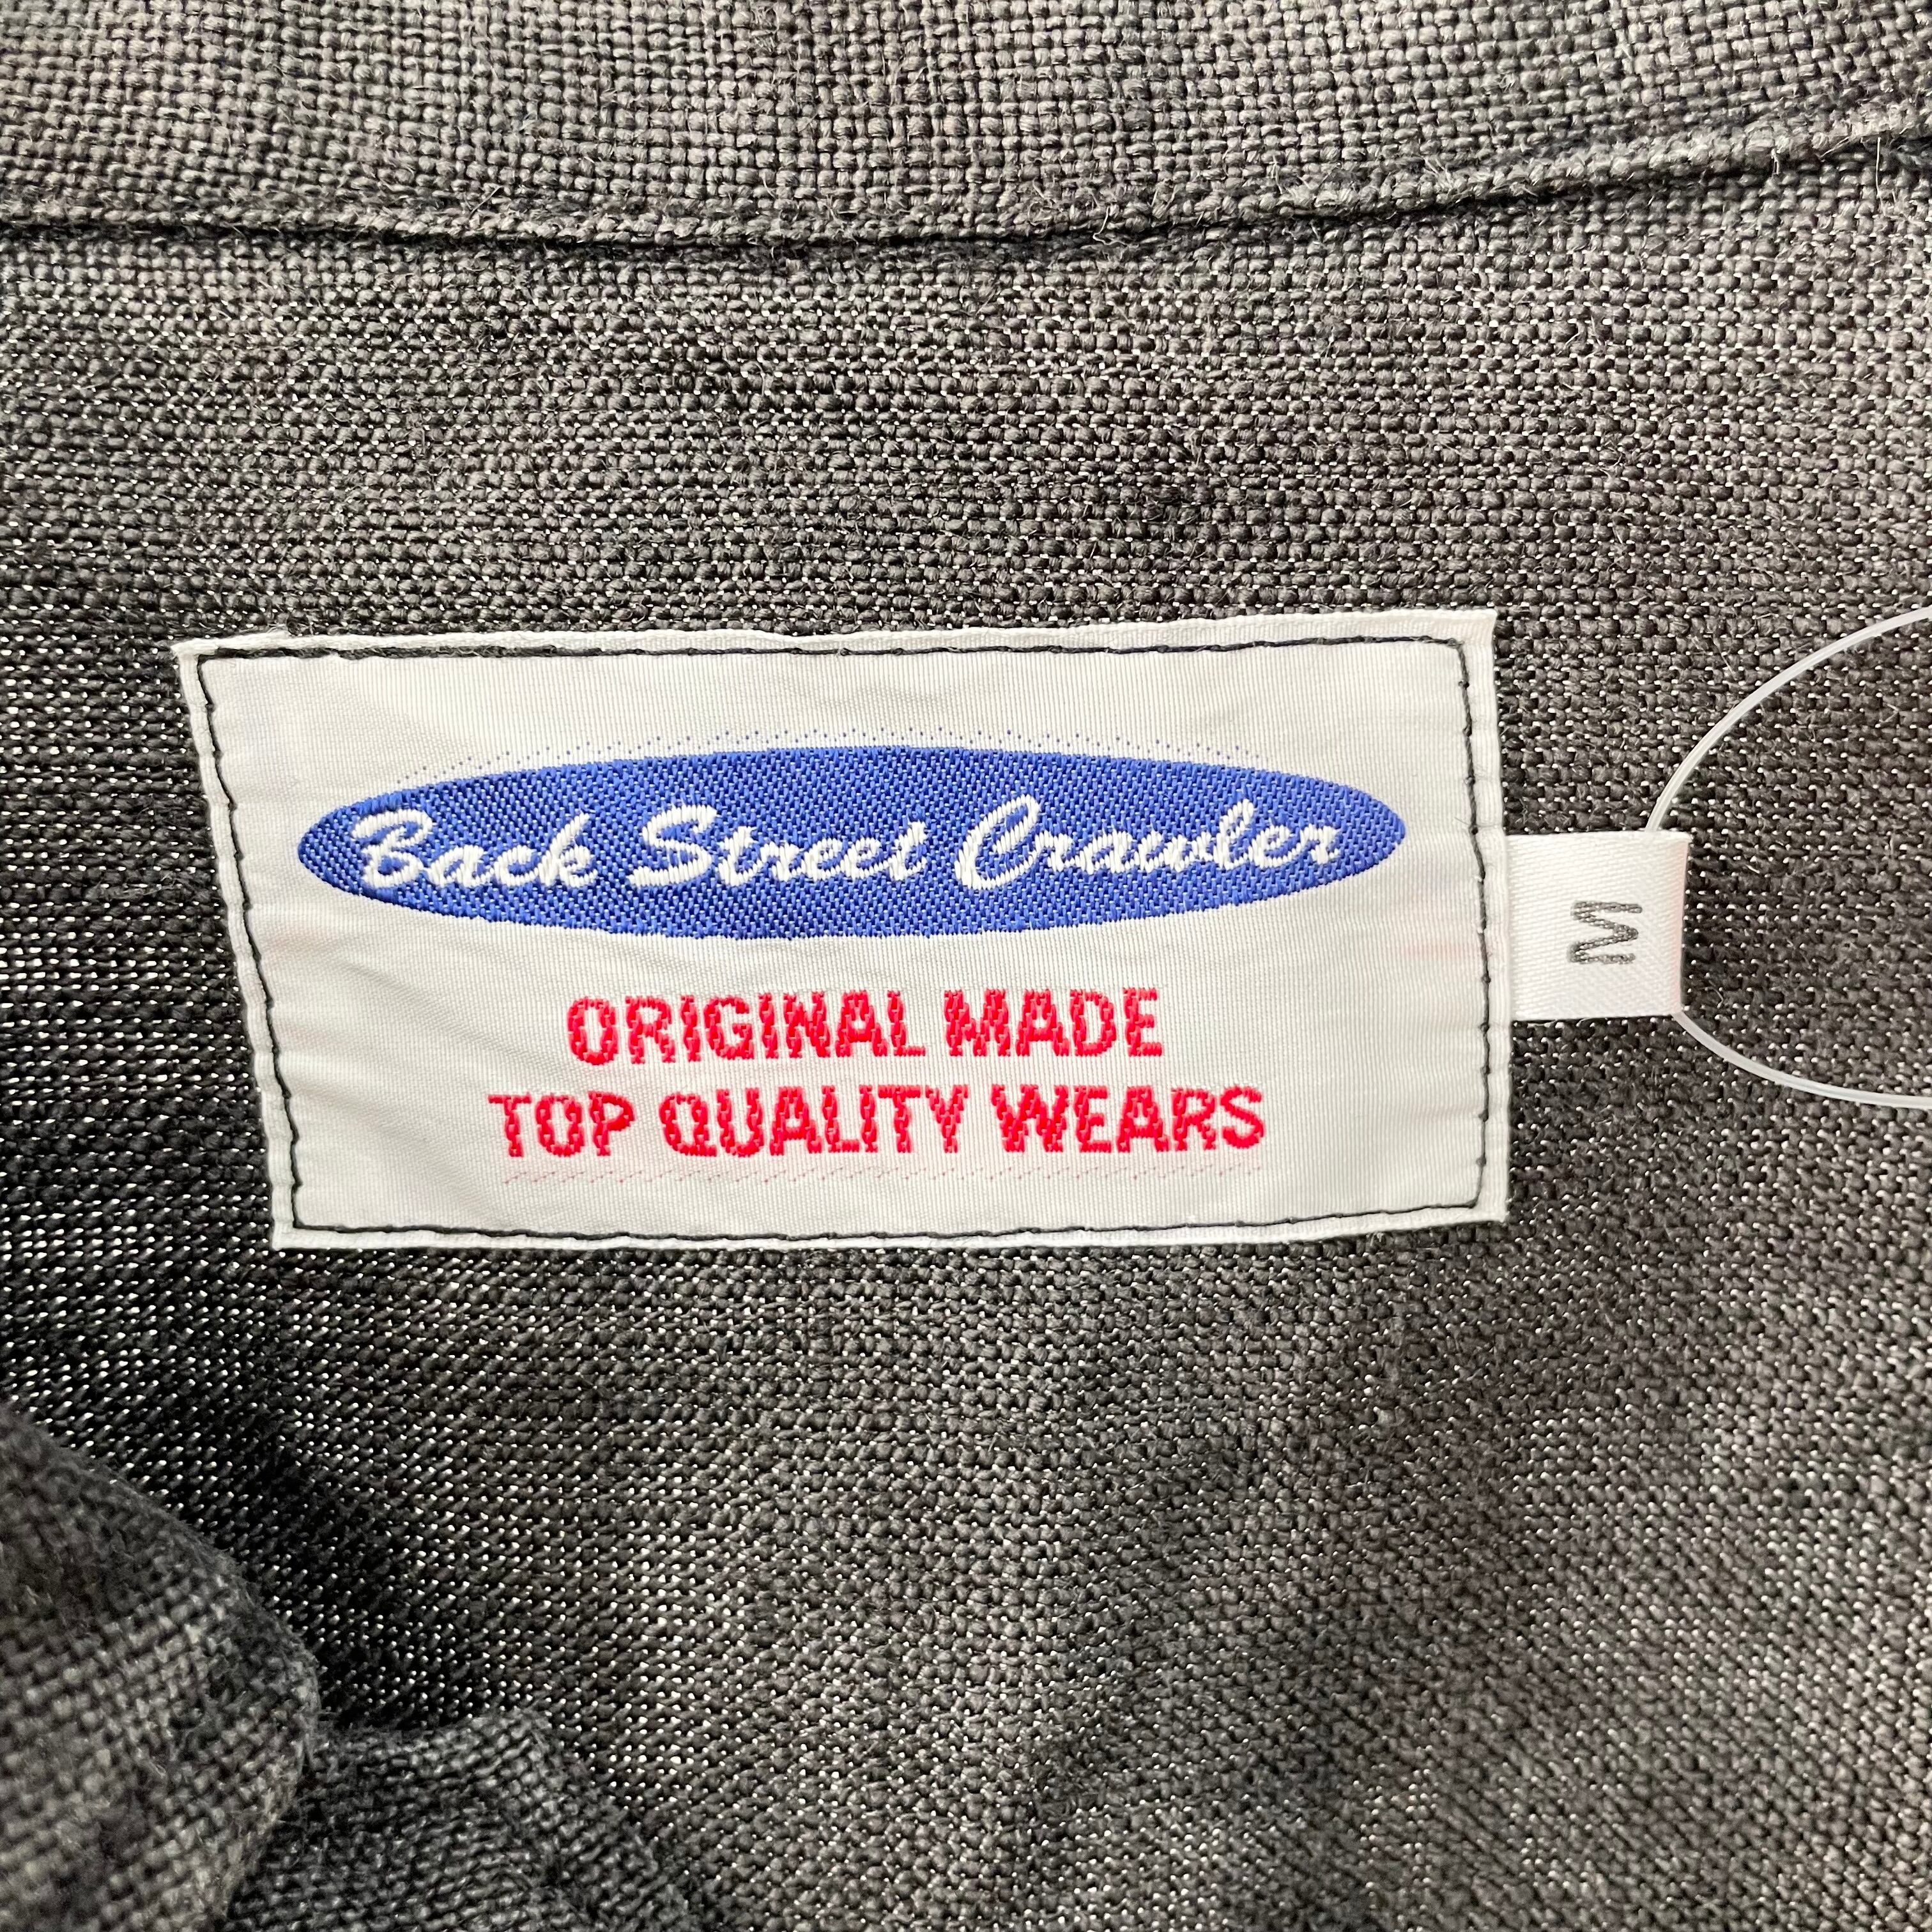 Back Street Crawler
ORIGINAL MADE
TOP QUALITY WEARS
M